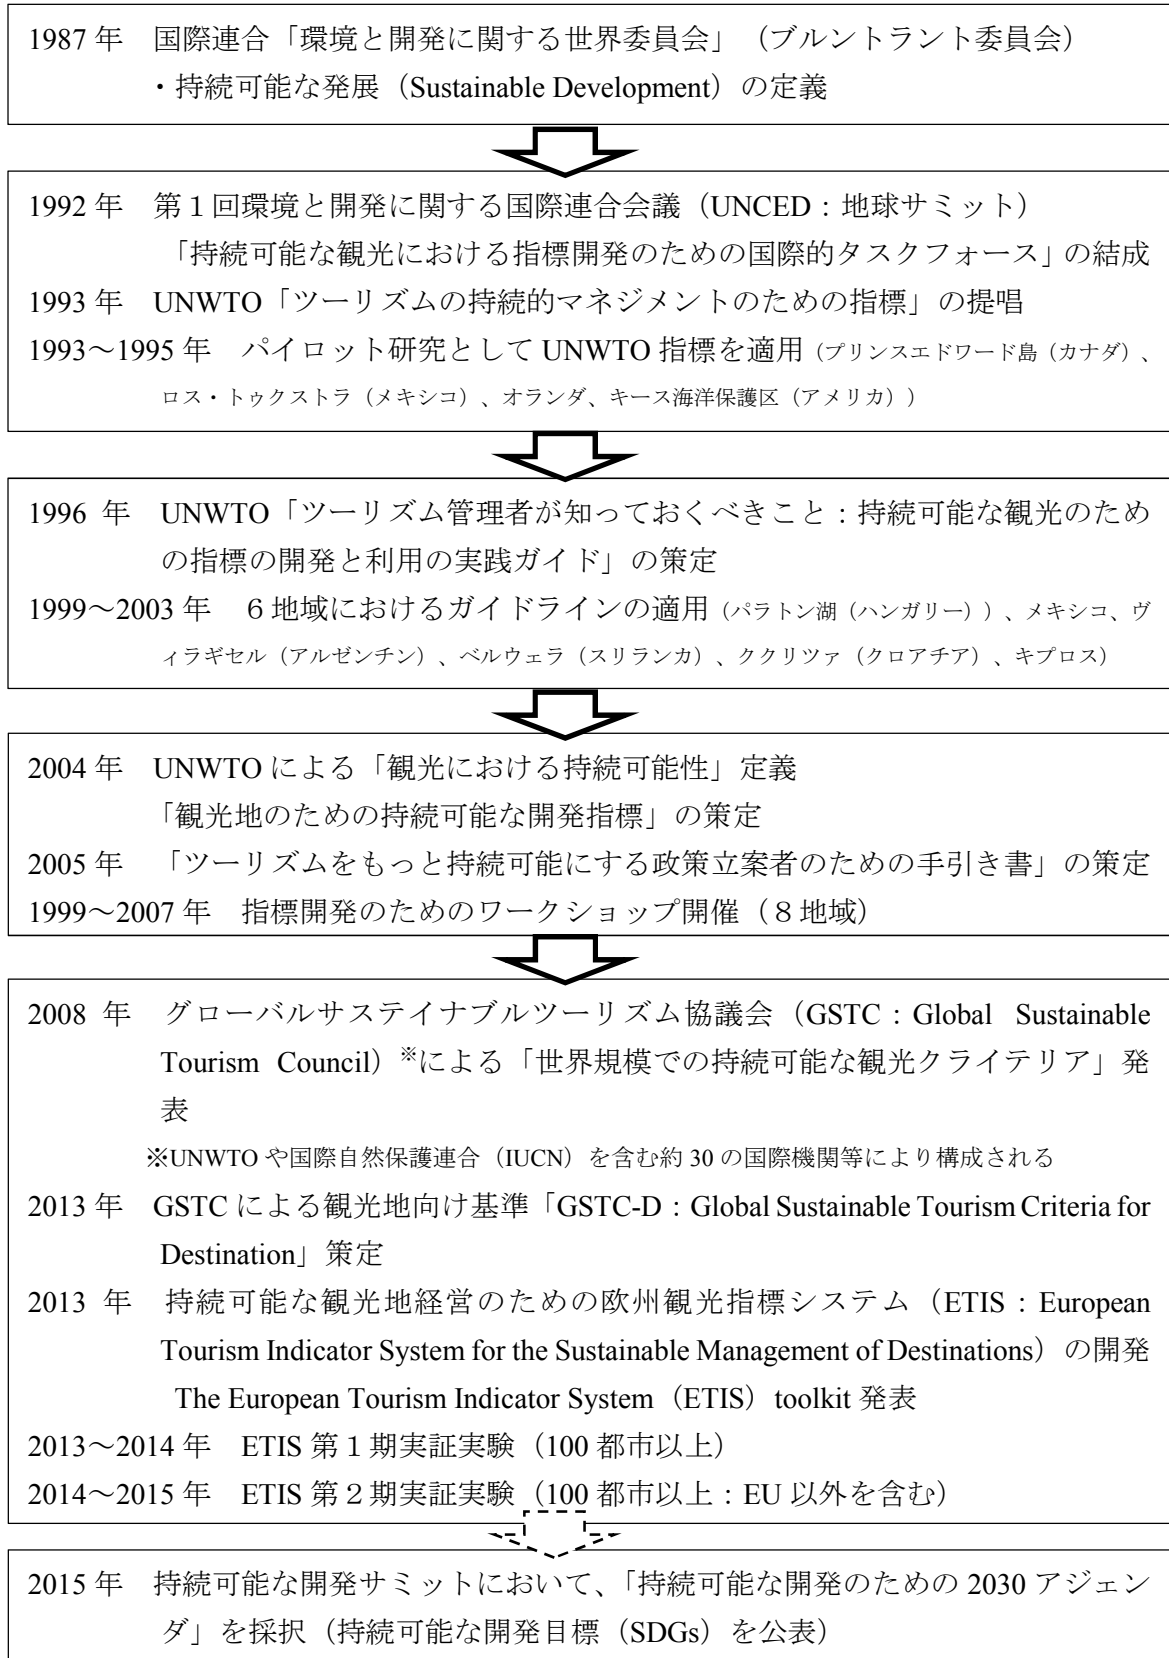 1987 年　国際連合「環境と開発に関する世界委員会」（ブルントラント委員会）
・持続可能な発展（Sustainable Development）の定義
1992 年　第１回環境と開発に関する国際連合会議（UNCED：地球サミット）
「持続可能な観光における指標開発のための国際的タスクフォース」の結成
1993 年　UNWTO「ツーリズムの持続的マネジメントのための指標」の提唱
1993～1995 年　パイロット研究として UNWTO 指標を適用（プリンスエドワード島（カナダ）、
ロス・トゥクストラ（メキシコ）、オランダ、キース海洋保護区（アメリカ））
1996 年　UNWTO「ツーリズム管理者が知っておくべきこと：持続可能な観光のため
の指標の開発と利用の実践ガイド」の策定
1999～2003 年　６地域におけるガイドラインの適用（パラトン湖（ハンガリー））、メキシコ、ヴ
ィラギセル（アルゼンチン）、ベルウェラ（スリランカ）、ククリツァ（クロアチア）、キプロス）
2004 年　UNWTO による「観光における持続可能性」定義
「観光地のための持続可能な開発指標」の策定
2005 年　「ツーリズムをもっと持続可能にする政策立案者のための手引き書」の策定
1999～2007 年　指標開発のためのワークショップ開催（８地域）
2008 年　グローバルサステイナブルツーリズム協議会（GSTC：Global Sustainable
Tourism Council）※による「世界規模での持続可能な観光クライテリア」発
表
※UNWTO や国際自然保護連合（IUCN）を含む約 30 の国際機関等により構成される
2013 年　GSTC による観光地向け基準「GSTC-D：Global Sustainable Tourism Criteria for
Destination」策定
2013 年　持続可能な観光地経営のための欧州観光指標システム（ETIS：European
Tourism Indicator System for the Sustainable Management of Destinations）の開発
The European Tourism Indicator System（ETIS）toolkit 発表
2013～2014 年　ETIS 第１期実証実験（100 都市以上）
2014～2015 年　ETIS 第２期実証実験（100 都市以上：EU 以外を含む）
2015 年　持続可能な開発サミットにおいて、「持続可能な開発のための 2030 アジェン
ダ」を採択（持続可能な開発目標（SDGs）を公表）